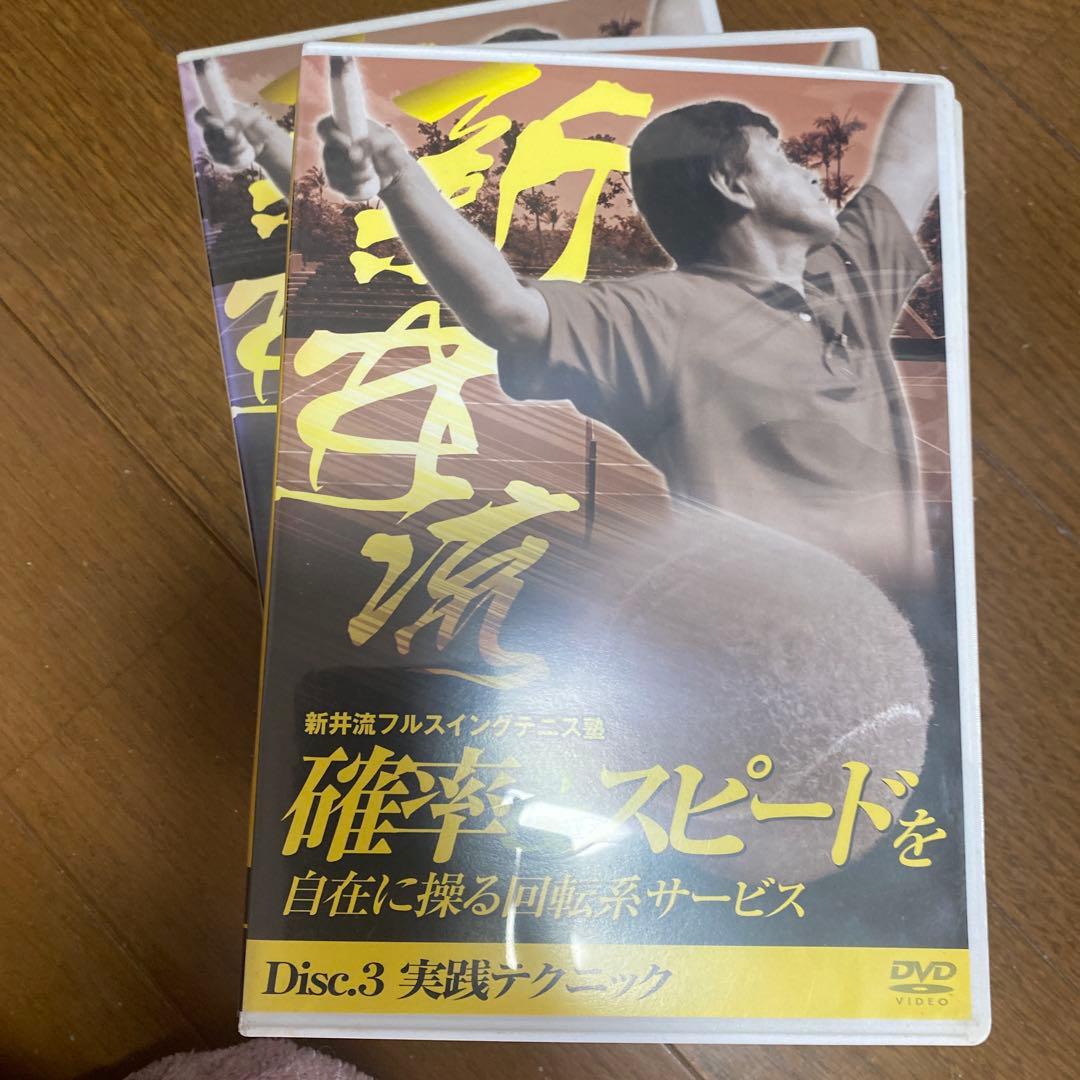 新井流
新井流フルスイングテニス塾
確率とスピードを
自在に操る回転系サービス
Disc.3 実践テクニック
DVD
VIDEO